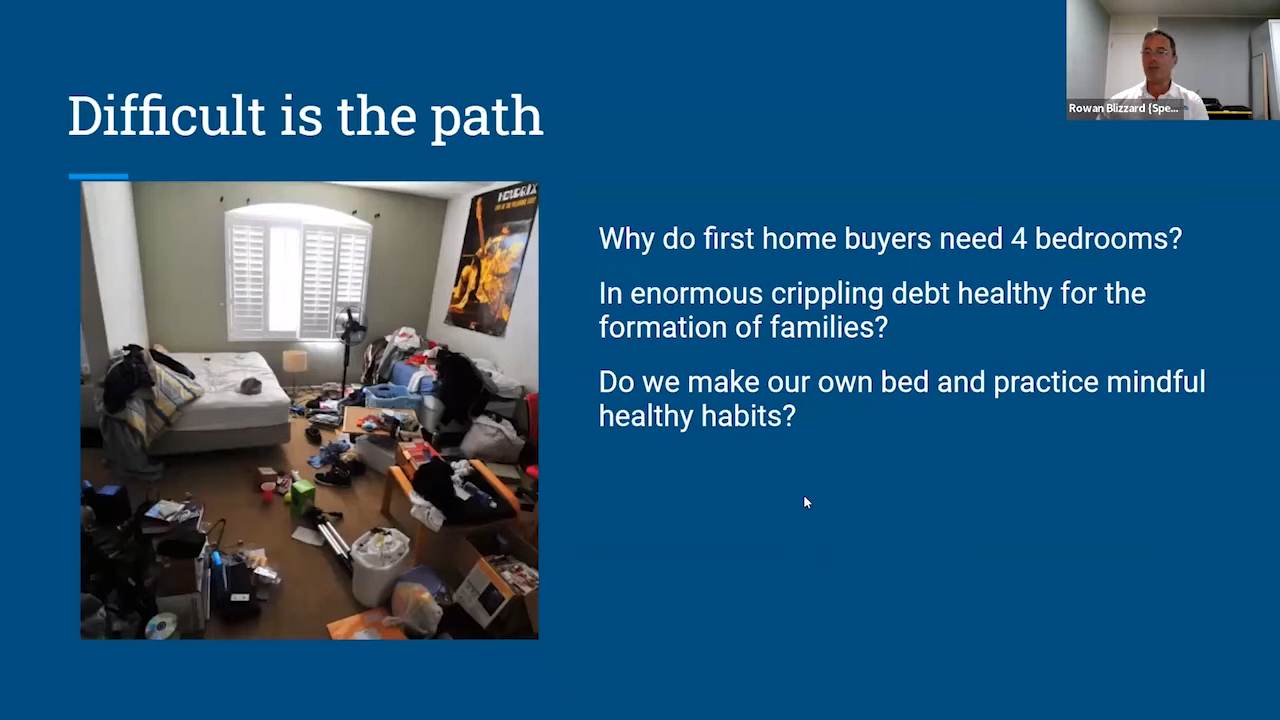 Rowan Blizzard (Spe...
Difficult is the path
HENDRIX
Why do first home buyers need 4 bedrooms?
In enormous crippling debt healthy for the
formation of families?
Do we make our own bed and practice mindful
healthy habits?